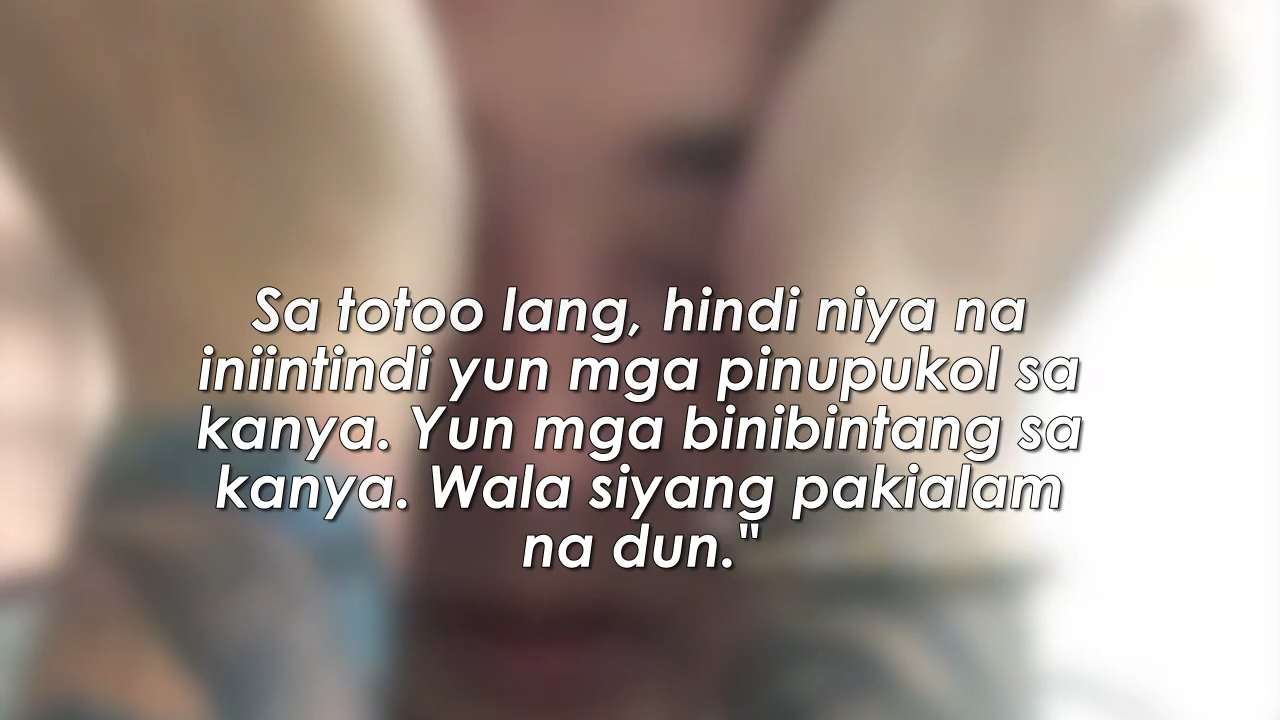 Sa totoo lang, hindi niya na
iniintindi yun mga pinupukol sa
kanya. Yun mga binibintang sa
kanya. Wala siyang pakialam
na dun."